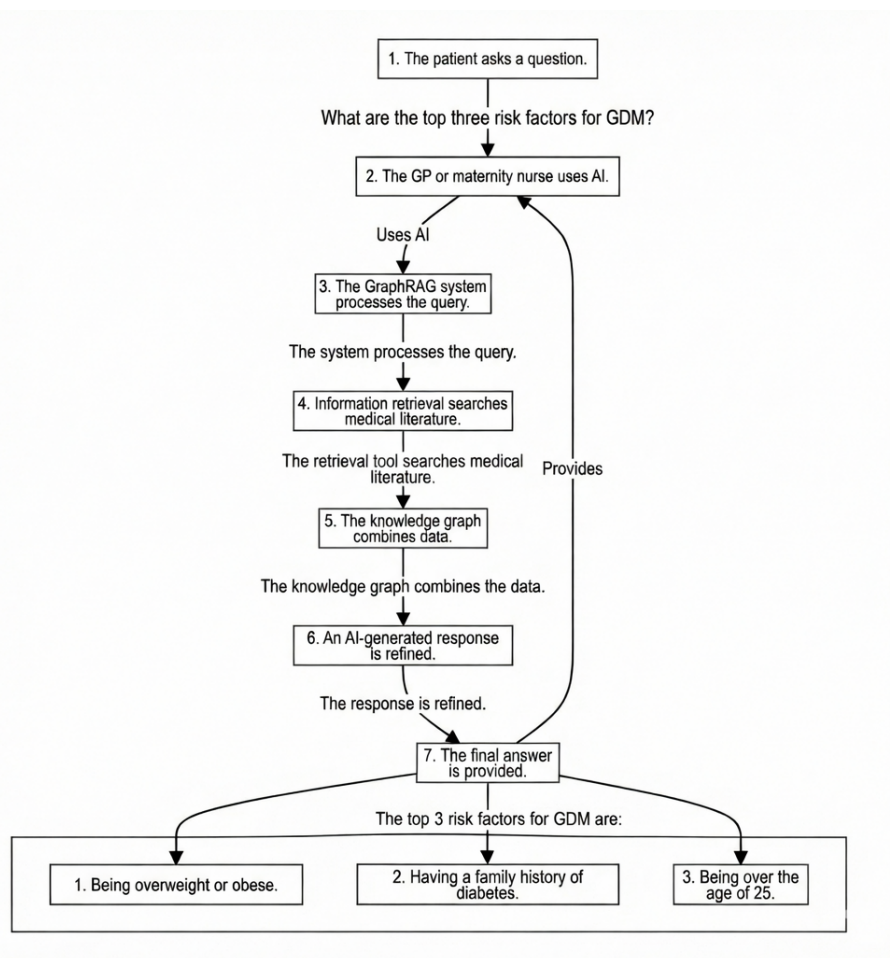 1. The patient asks a question.
What are the top three risk factors for GDM?
2. The GP or maternity nurse uses AI.
Uses AI
3. The GraphRAG system
processes the query.
The system processes the query.
4. Information retrieval searches
medical literature.
The retrieval tool searches medical
literature.
Provides
5. The knowledge graph
combines data.
The knowledge graph combines the data.
6. An AI-generated response
is refined.
The response is refined.
7. The final answer
is provided.
The top 3 risk factors for GDM are:
1. Being overweight or obese.
2. Having a family history of
diabetes.
3. Being over the
age of 25.